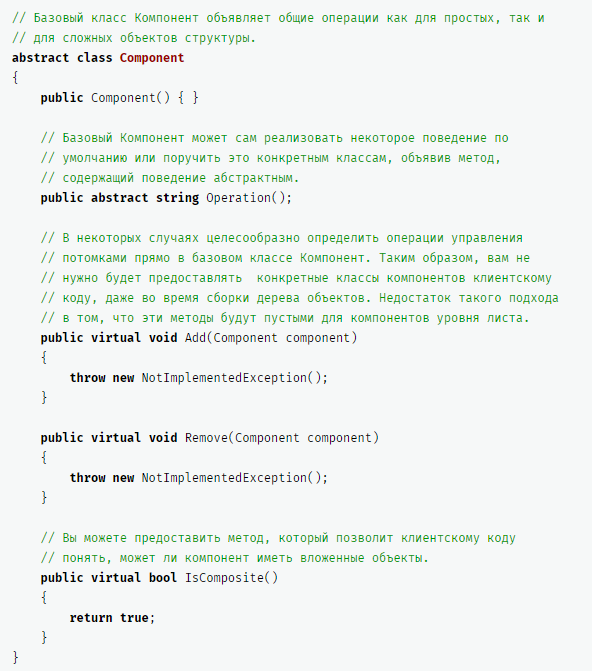 // Базовый класс Компонент объявляет общие операции как для простых, так и
// для сложных объектов структуры.
abstract class Component
{
    public Component() { }

    // Базовый Компонент может сам реализовать некоторое поведение по
    // умолчанию или поручить это конкретным классам, объявив метод,
    // содержащий поведение абстрактным.
    public abstract string Operation();

    // В некоторых случаях целесообразно определить операции управления
    // потомками прямо в базовом классе Компонент. Таким образом, вам не
    // нужно будет предоставлять  конкретные классы компонентов клиентскому
    // коду, даже во время сборки дерева объектов. Недостаток такого подхода
    // в том, что эти методы будут пустыми для компонентов уровня листа.
    public virtual void Add(Component component)
    {
        throw new NotImplementedException();
    }

    public virtual void Remove(Component component)
    {
        throw new NotImplementedException();
    }

    // Вы можете предоставить метод, который позволит клиентскому коду
    // понять, может ли компонент иметь вложенные объекты.
    public virtual bool IsComposite()
    {
        return true;
    }
}